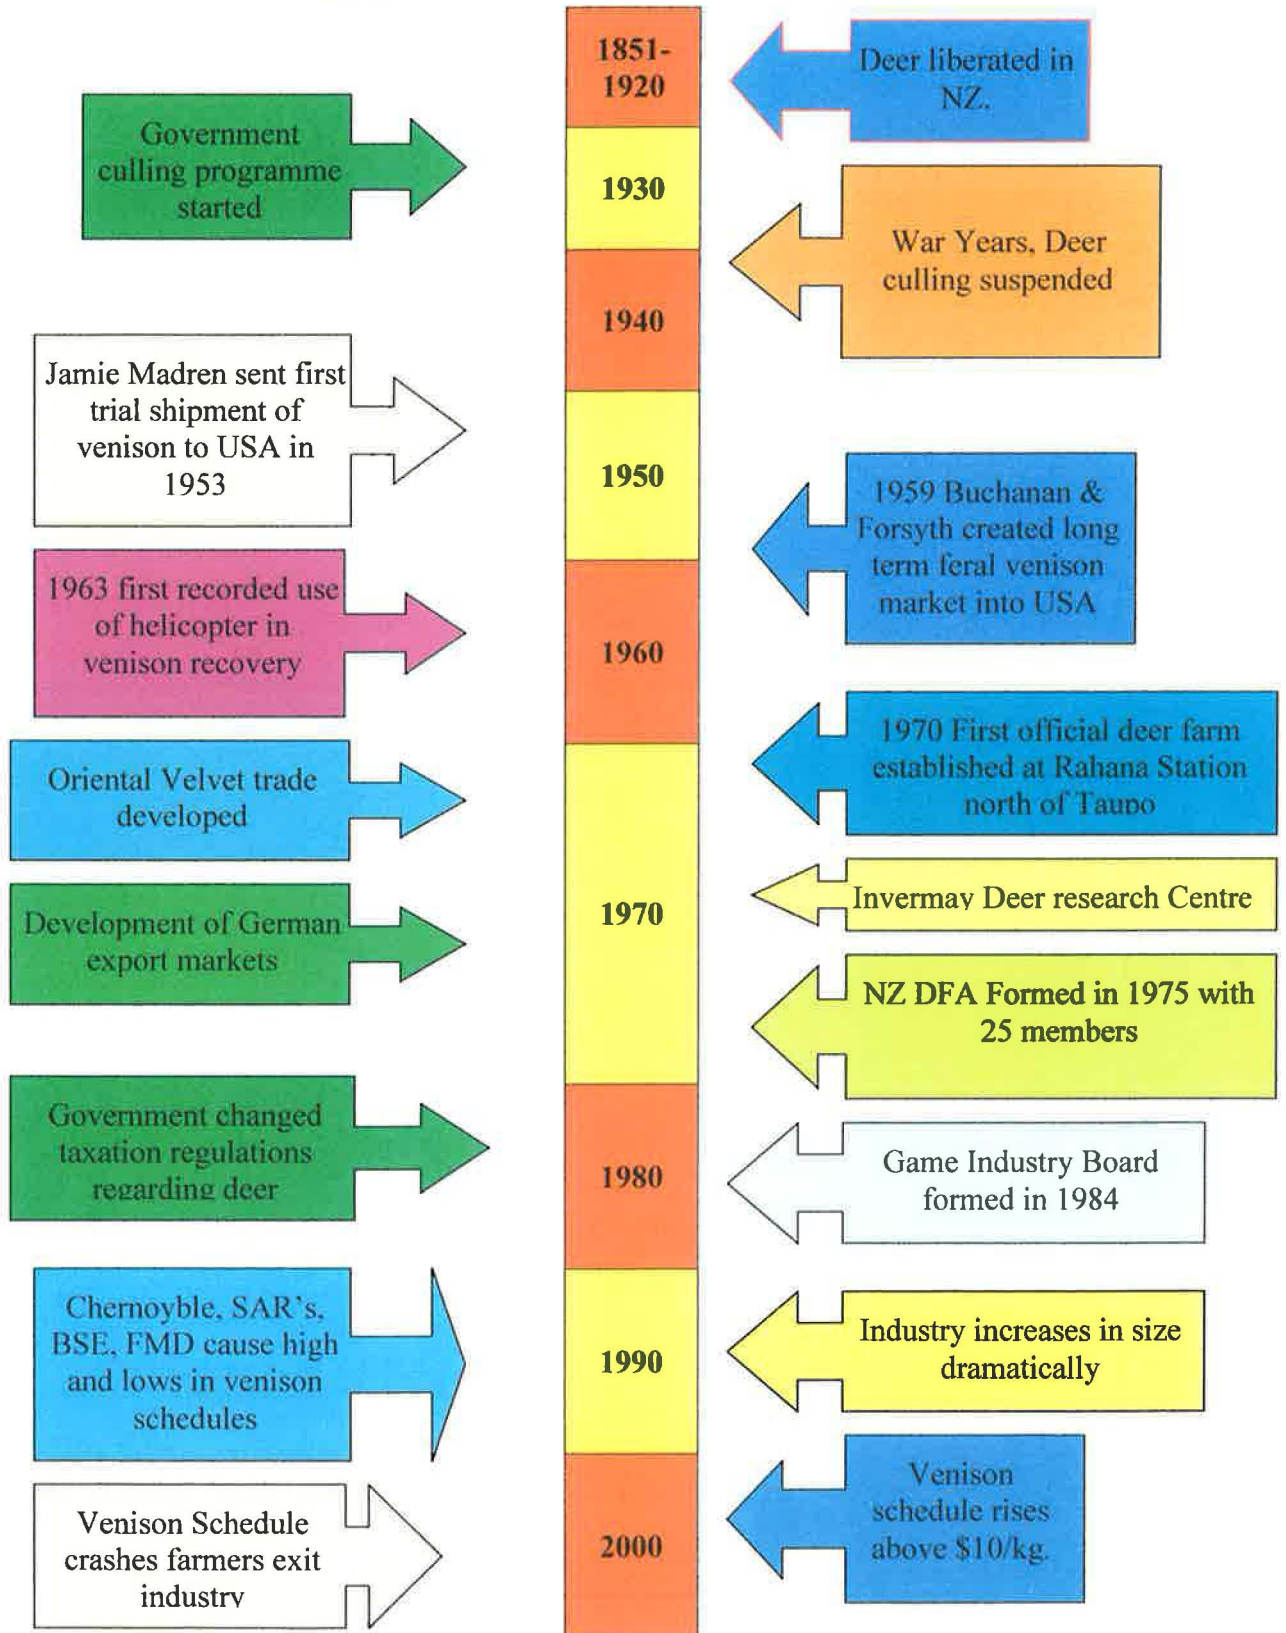 1851-
1920
Deer liberated in
NZ.
Government
culling programme
started
1930
War Years, Deer
culling suspended
1940
Jamie Madren sent first
trial shipment of
venison to USA in
1953
1950
1959 Buchanan &
Forsyth created long
term feral venison
market into USA
1963 first recorded use
of helicopter in
venison recovery
1960
1970 First official deer farm
established at Rahana Station
north of Taupo
Oriental Velvet trade
developed
Invermay Deer research Centre
1970
Development of German
export markets
NZ DFA Formed in 1975 with
25 members
Government changed
taxation regulations
regarding deer
1980
Game Industry Board
formed in 1984
Chernoyble, SAR's,
BSE, FMD cause high
and lows in venison
schedules
1990
Industry increases in size
dramatically
Venison
schedule rises
above $10/kg.
Venison Schedule
crashes farmers exit
industry
2000